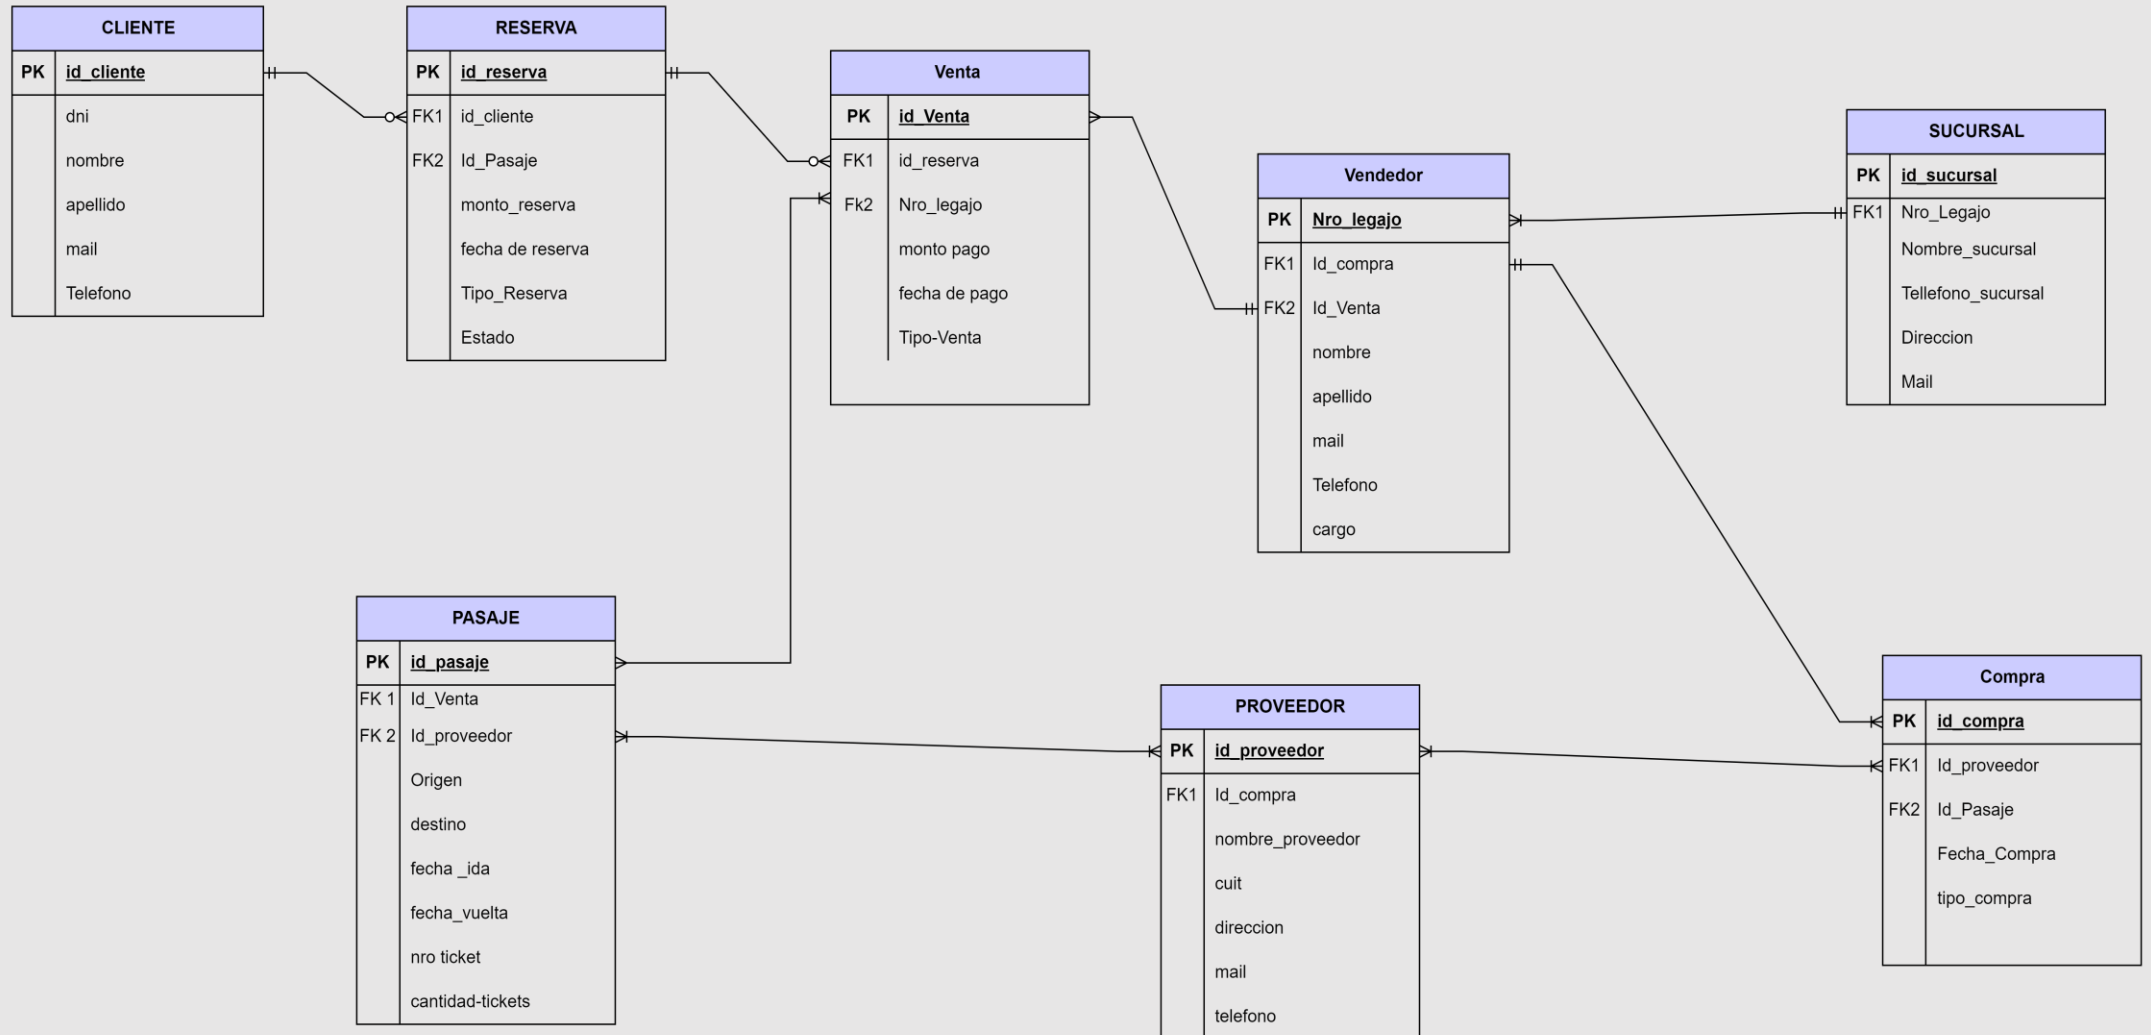 CLIENTE
PK id_cliente
dni
nombre
apellido
mail
Telefono
RESERVA
PK id_reserva
FK1 id_cliente
FK2 Id_Pasaje
monto_reserva
fecha de reserva
Tipo_Reserva
Estado
Venta
PK id_Venta
FK1 id_reserva
Fk2 Nro_legajo
monto pago
fecha de pago
Tipo-Venta
Vendedor
PK Nro_legajo
FK1 Id_compra
FK2 Id_Venta
nombre
apellido
mail
Telefono
cargo
SUCURSAL
PK id_sucursal
FK1 Nro_Legajo
Nombre_sucursal
Tellefono_sucursal
Direccion
Mail
PASAJE
PK id_pasaje
FK 1 Id_Venta
FK 2 Id_proveedor
Origen
destino
fecha _ida
fecha_vuelta
nro ticket
cantidad-tickets
PROVEEDOR
PK id_proveedor
FK1 Id_compra
nombre_proveedor
cuit
direccion
mail
telefono
Compra
PK id_compra
FK1 Id_proveedor
FK2 Id_Pasaje
Fecha_Compra
tipo_compra